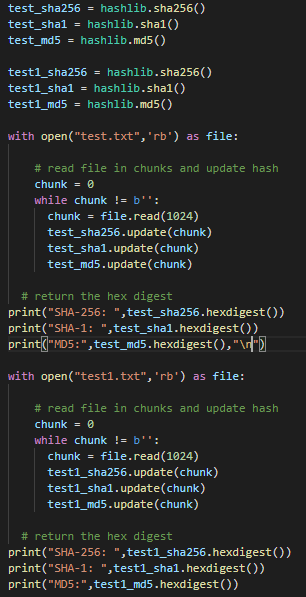 test_sha256 = hashlib.sha256()
test_sha1 = hashlib.sha1()
test_md5 = hashlib.md5()

test1_sha256 = hashlib.sha256()
test1_sha1 = hashlib.sha1()
test1_md5 = hashlib.md5()

with open("test.txt",'rb') as file:

    # read file in chunks and update hash
    chunk = 0
    while chunk != b'':
      chunk = file.read(1024)
      test_sha256.update(chunk)
      test_sha1.update(chunk)
      test_md5.update(chunk)

  # return the hex digest
print("SHA-256: ",test_sha256.hexdigest())
print("SHA-1: ",test_sha1.hexdigest())
print("MD5:",test_md5.hexdigest(),"\n")

with open("test1.txt",'rb') as file:

    # read file in chunks and update hash
    chunk = 0
    while chunk != b'':
      chunk = file.read(1024)
      test1_sha256.update(chunk)
      test1_sha1.update(chunk)
      test1_md5.update(chunk)

  # return the hex digest
print("SHA-256: ",test1_sha256.hexdigest())
print("SHA-1: ",test1_sha1.hexdigest())
print("MD5:",test1_md5.hexdigest())